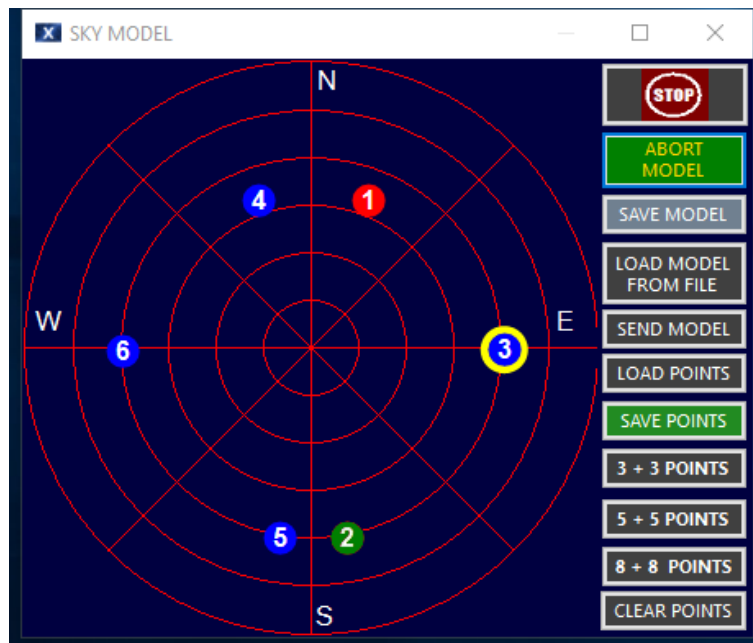 X SKY MODEL
N
STOP
ABORT
MODEL
4 1
SAVE MODEL
LOAD MODEL
FROM FILE
W E
SEND MODEL
6 3
LOAD POINTS
SAVE POINTS
3 + 3 POINTS
5 + 5 POINTS
5 2
8 + 8 POINTS
S
CLEAR POINTS